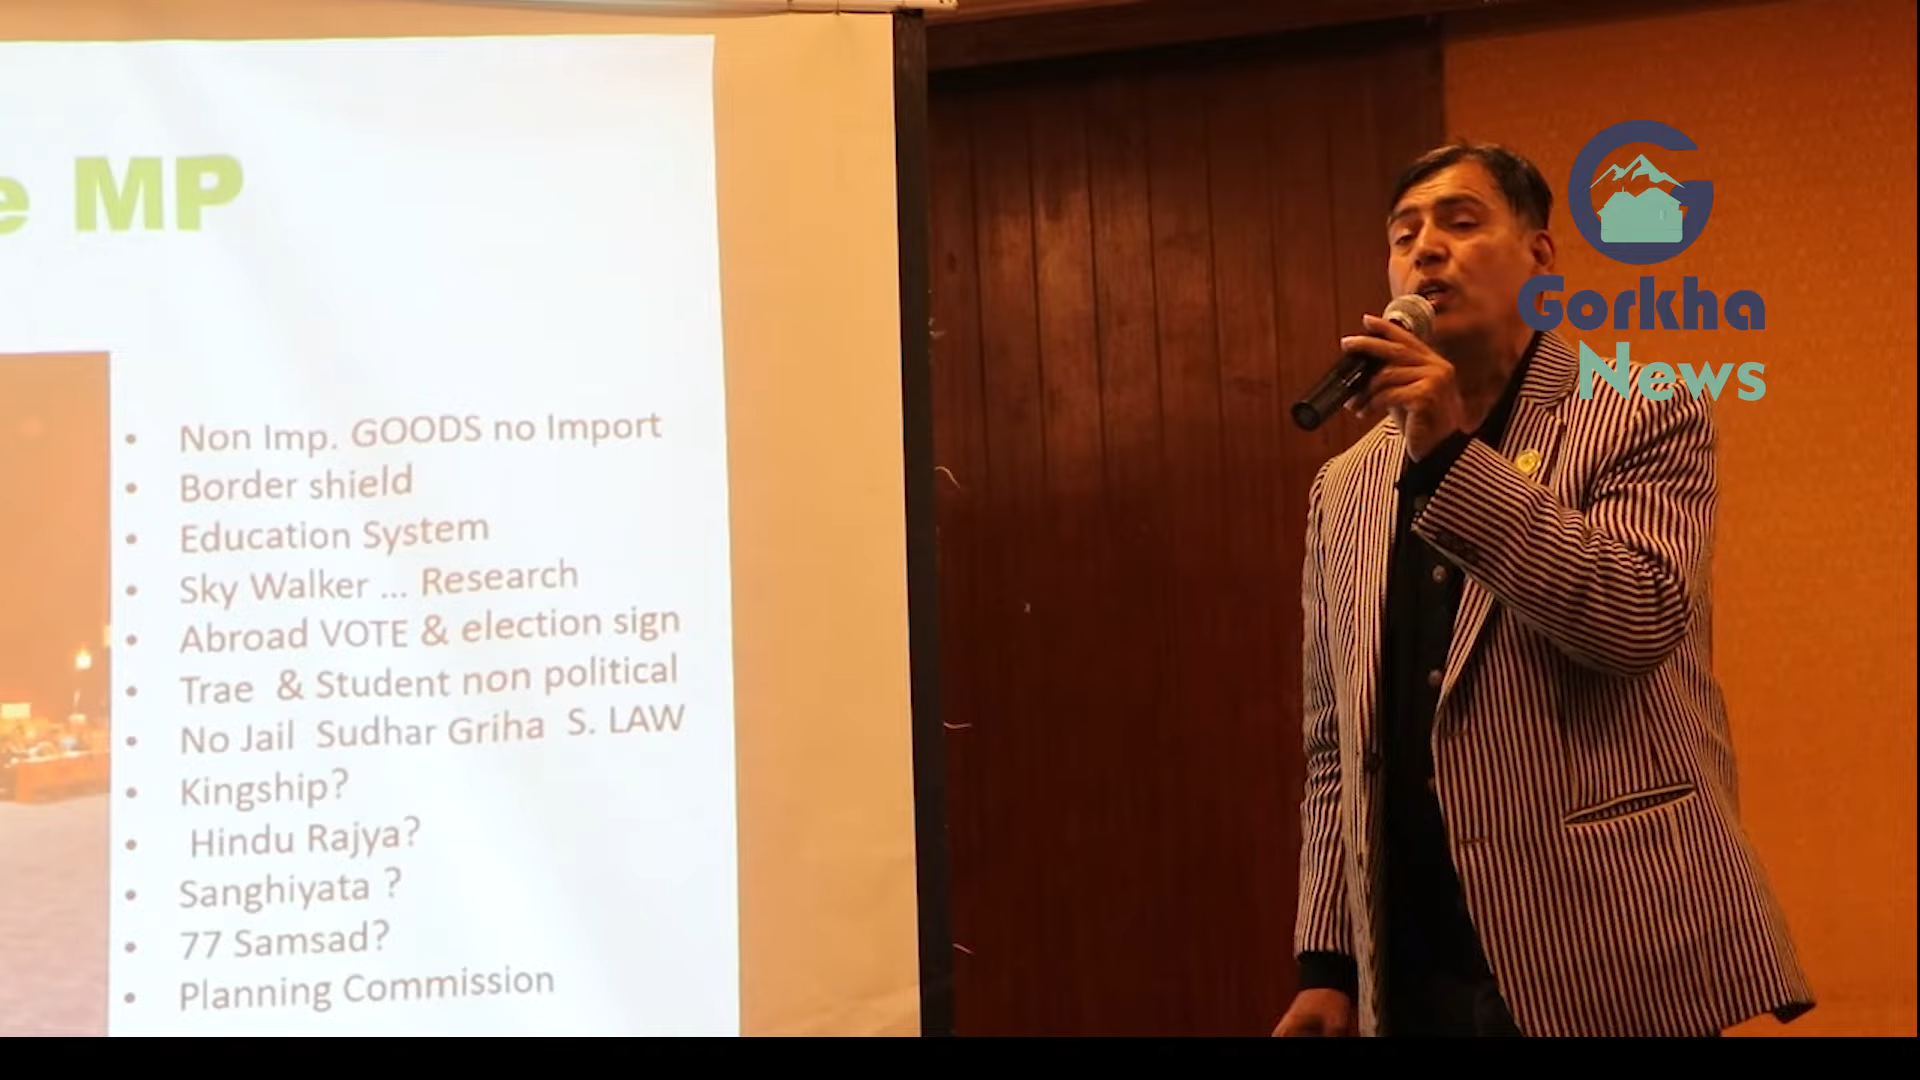 e MP
• Non Imp. GOODS no Import
• Border shield
• Education System
• Sky Walker ... Research
• Abroad VOTE & election sign
• Trae & Student non political
• No Jail Sudhar Griha S. LAW
• Kingship?
• Hindu Rajya?
• Sanghiyata ?
• 77 Samsad?
• Planning Commission
Gorkha
News